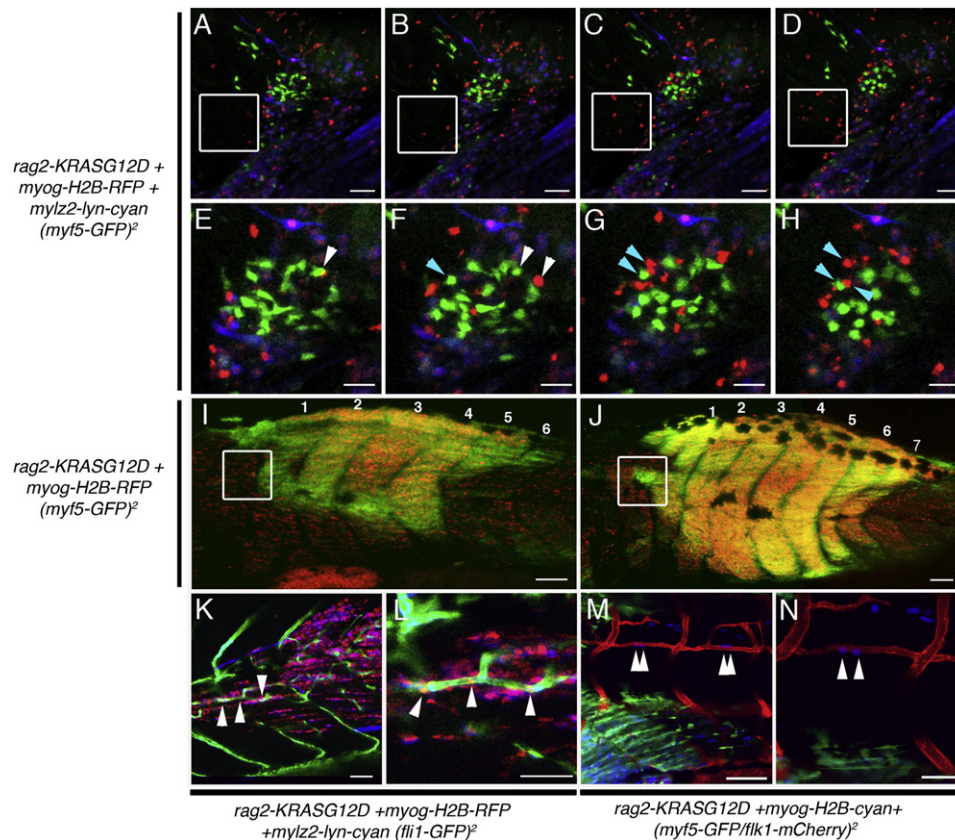 A B C D
rag2-KRASG12D +
myog-H2B-RFP +
mylz2-lyn-cyan
(myf5-GFP)²
E F G H
rag2-KRASG12D +
myog-H2B-RFP
(myf5-GFP)²
I 1 2 3 4 5 6
J 1 2 3 4 5 6 7
K L M N
rag2-KRASG12D +myog-H2B-RFP
+mylz2-lyn-cyan (fli1-GFP)²
rag2-KRASG12D +myog-H2B-cyan+
(myf5-GFP/flk1-mCherry)²